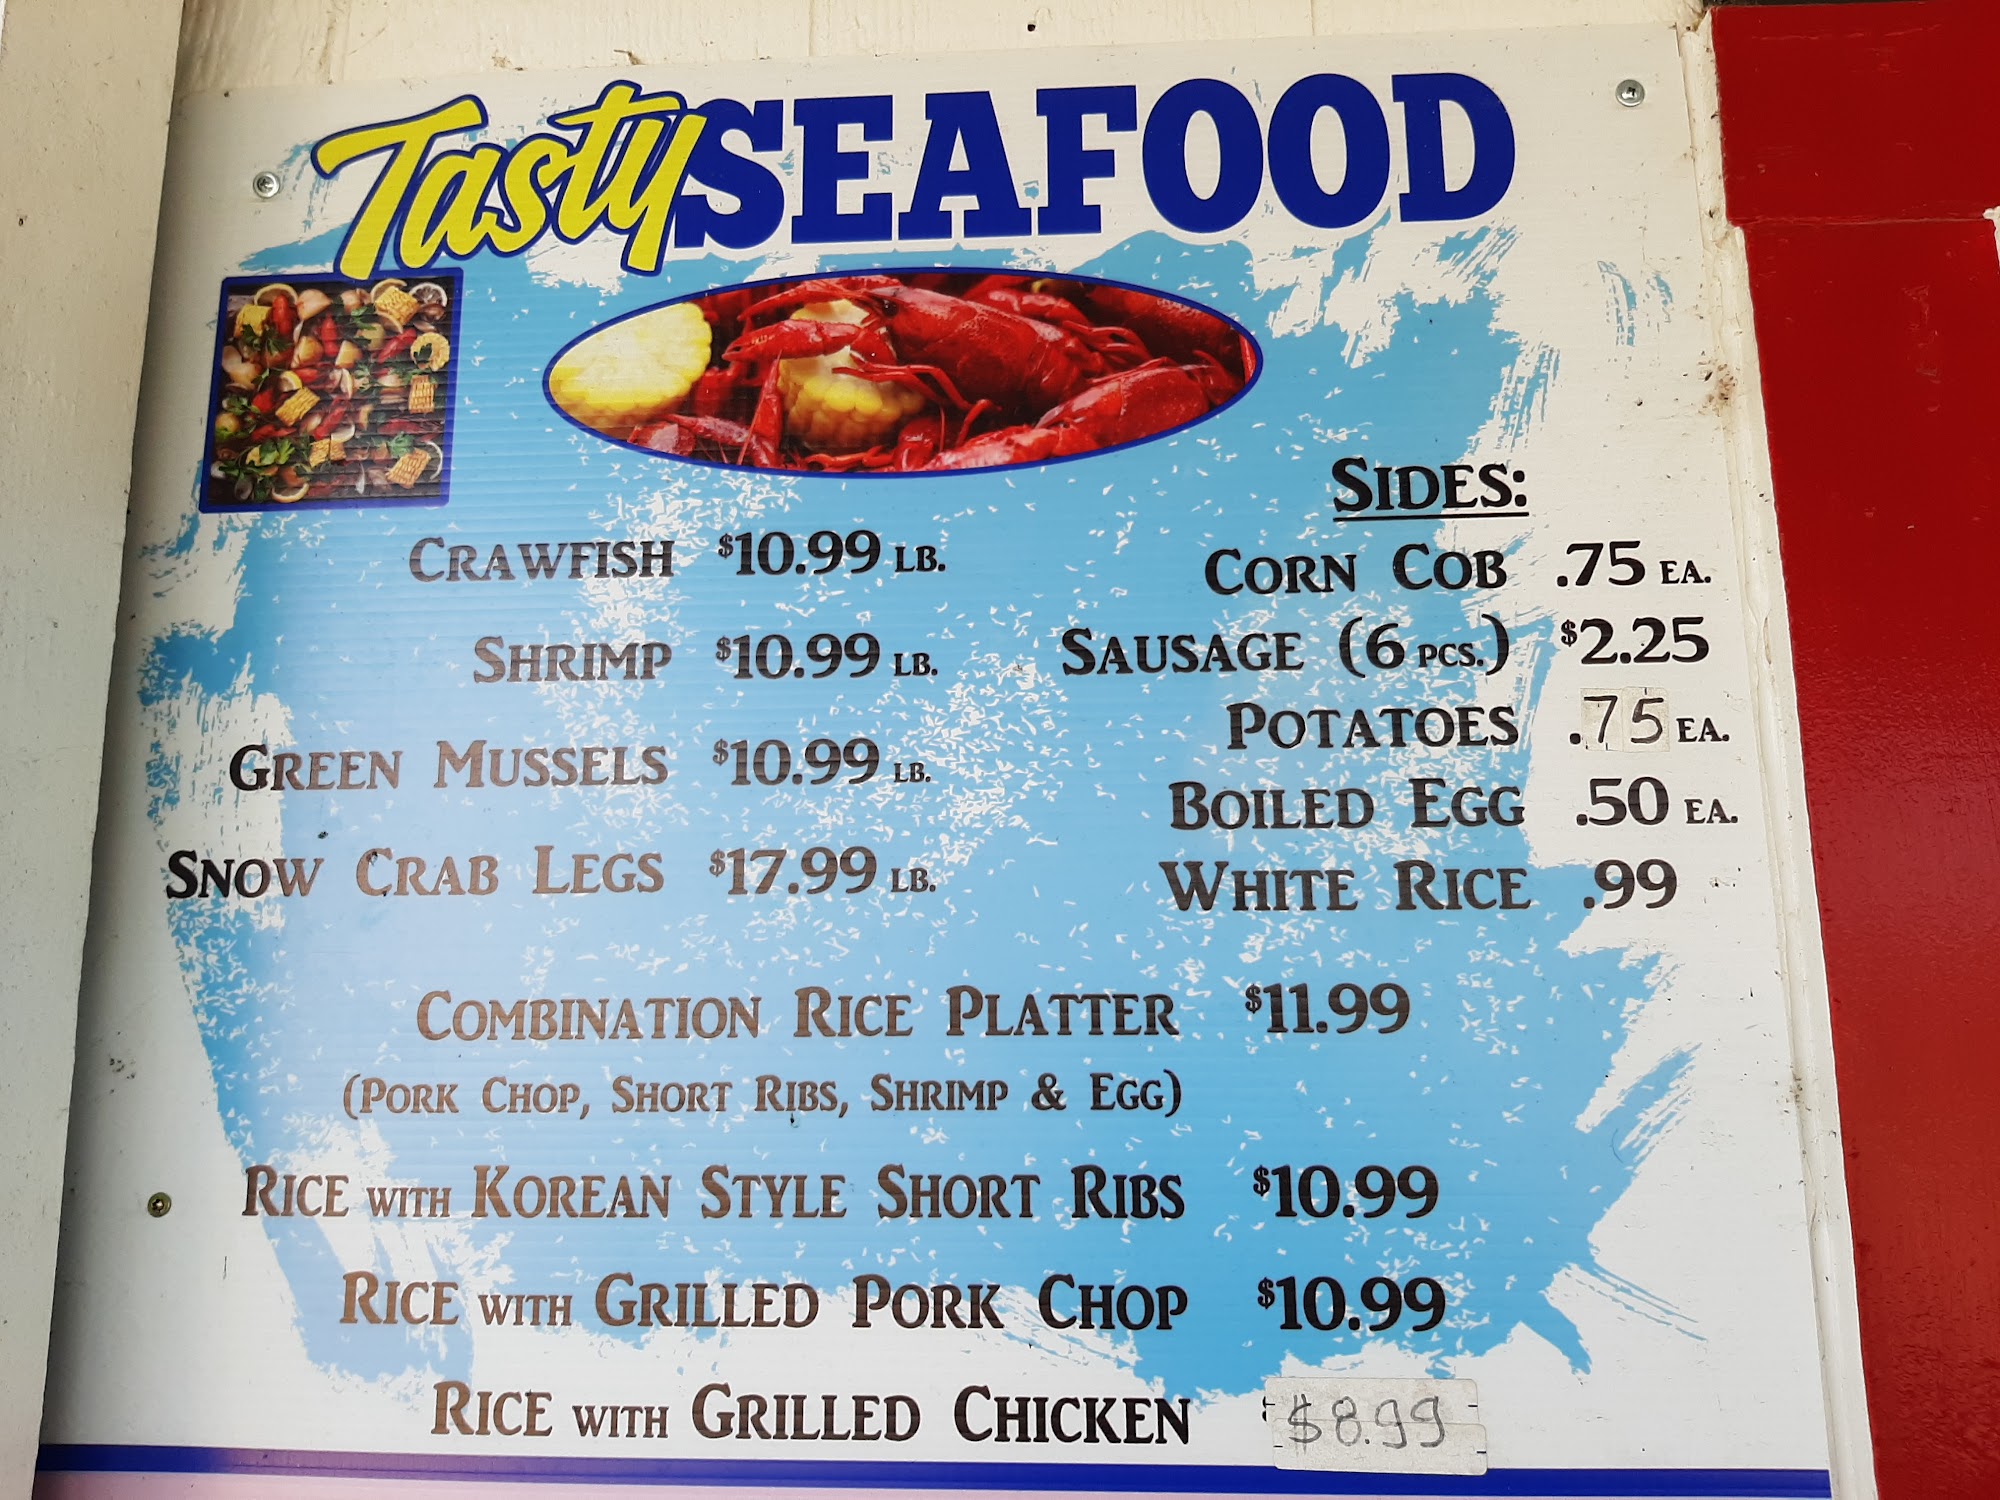 Tasty SEAFOOD
CRAWFISH $10.99 LB.
SHRIMP $10.99 LB.
GREEN MUSSELS $10.99 LB.
SNOW CRAB LEGS $17.99 LB.
SIDES:
CORN COB .75 EA.
SAUSAGE (6 PCS.) $2.25
POTATOES .75 EA.
BOILED EGG .50 EA.
WHITE RICE .99
COMBINATION RICE PLATTER $11.99
(PORK CHOP, SHORT RIBS, SHRIMP & EGG)
RICE WITH KOREAN STYLE SHORT RIBS $10.99
RICE WITH GRILLED PORK CHOP $10.99
RICE WITH GRILLED CHICKEN $8.99